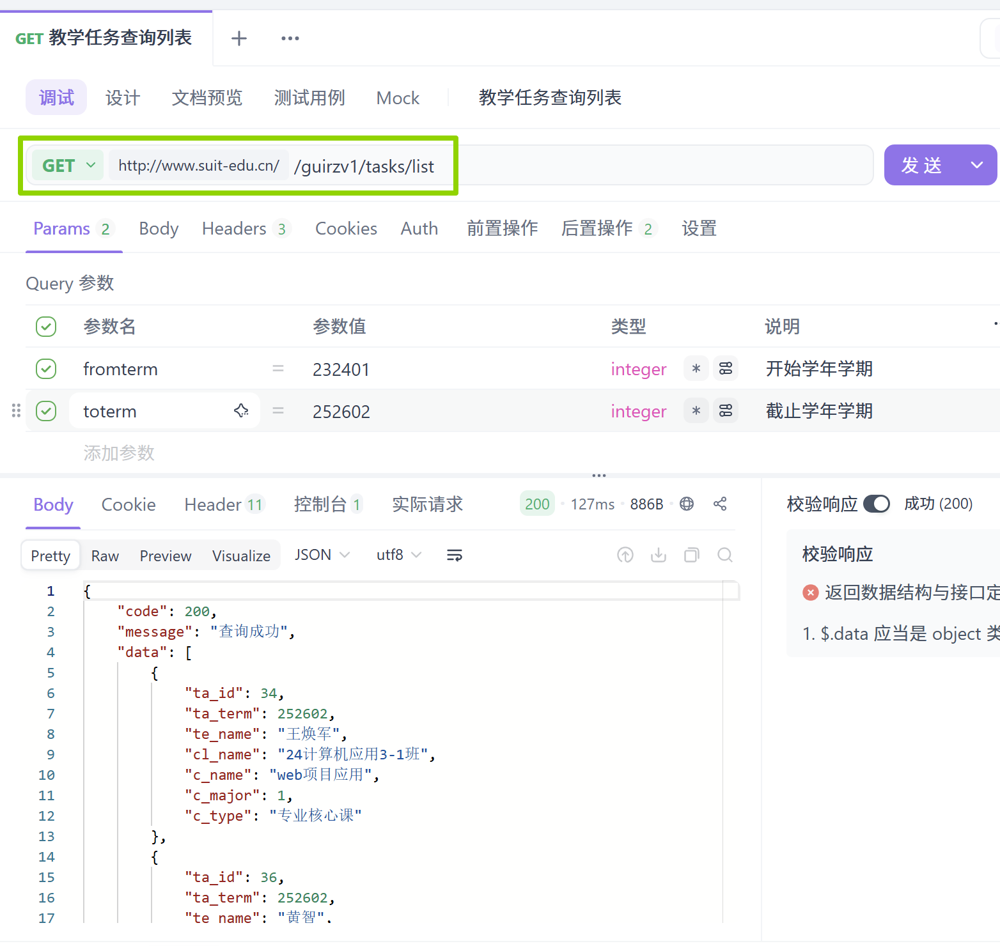 GET 教学任务查询列表
调试 设计 文档预览 测试用例 Mock 教学任务查询列表
GET http://www.suit-edu.cn/ /guirzv1/tasks/list 发 送
Params 2 Body Headers 3 Cookies Auth 前置操作 后置操作 2 设置
Query 参数
参数名 参数值 类型 说明
fromterm = 232401 integer * 开始学年学期
toterm = 252602 integer * 截止学年学期
添加参数
Body Cookie Header 11 控制台 1 实际请求 200 127ms 886B 校验响应 成功 (200)
Pretty Raw Preview Visualize JSON utf8
校验响应
返回数据结构与接口定
1. $.data 应当是 object 类
1 {
2 "code": 200,
3 "message": "查询成功",
4 "data": [
5 {
6 "ta_id": 34,
7 "ta_term": 252602,
8 "te_name": "王焕军",
9 "cl_name": "24计算机应用3-1班",
10 "c_name": "web项目应用",
11 "c_major": 1,
12 "c_type": "专业核心课"
13 },
14 {
15 "ta_id": 36,
16 "ta_term": 252602,
17 "te_name": "黄智",